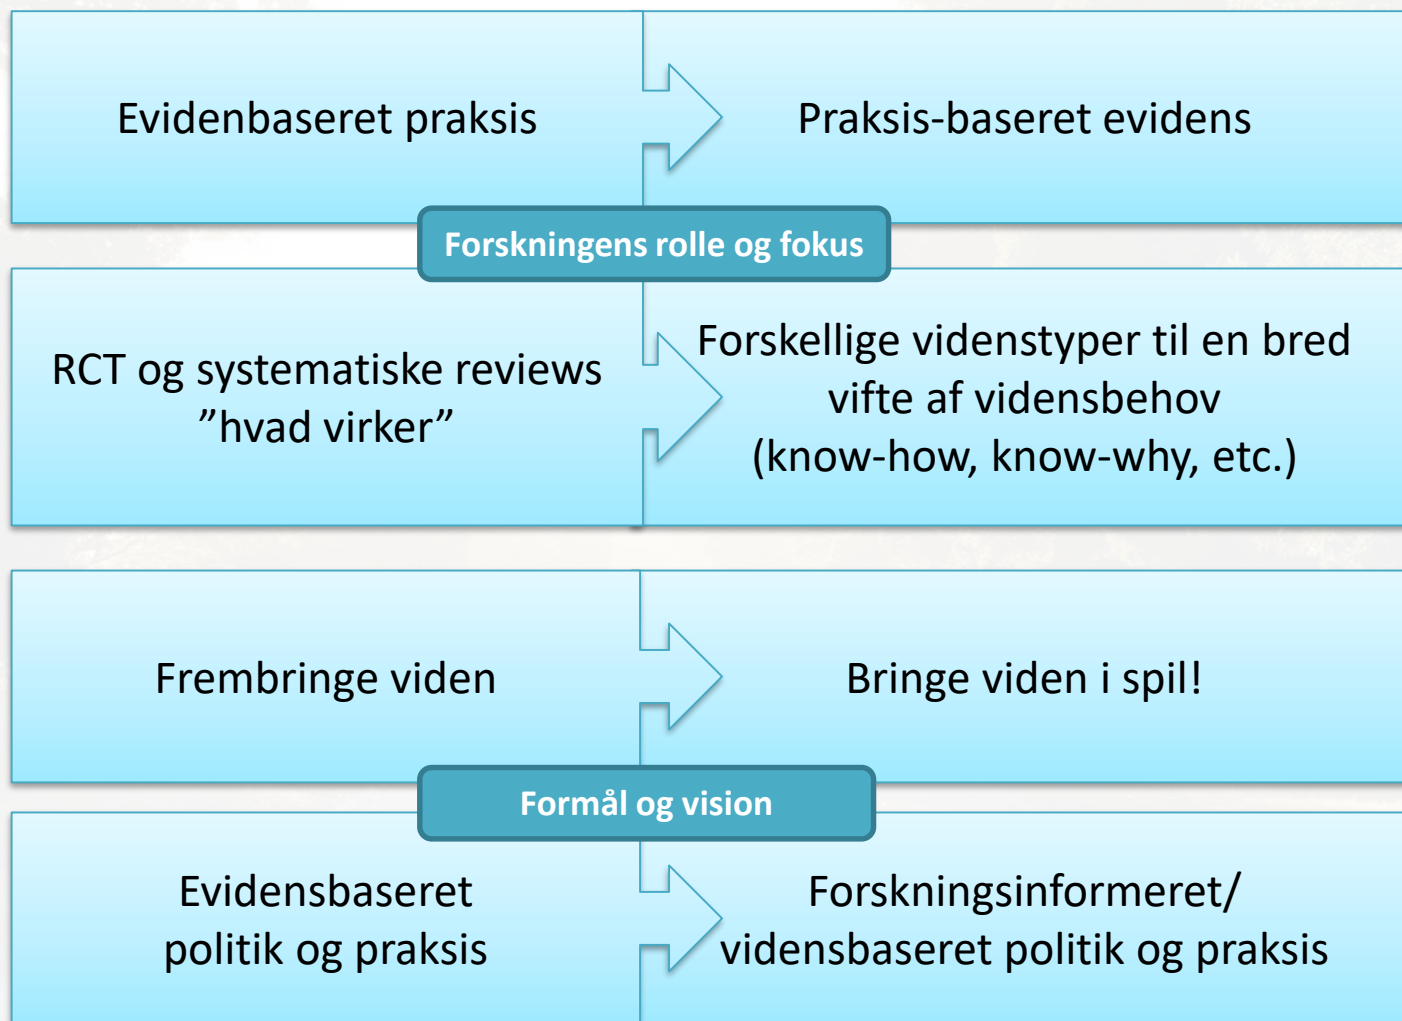 Evidenbaseret praksis
Praksis-baseret evidens
Forskningens rolle og fokus
RCT og systematiske reviews
”hvad virker”
Forskellige videnstyper til en bred
vifte af vidensbehov
(know-how, know-why, etc.)
Frembringe viden
Bringe viden i spil!
Formål og vision
Evidensbaseret
politik og praksis
Forskningsinformeret/
vidensbaseret politik og praksis